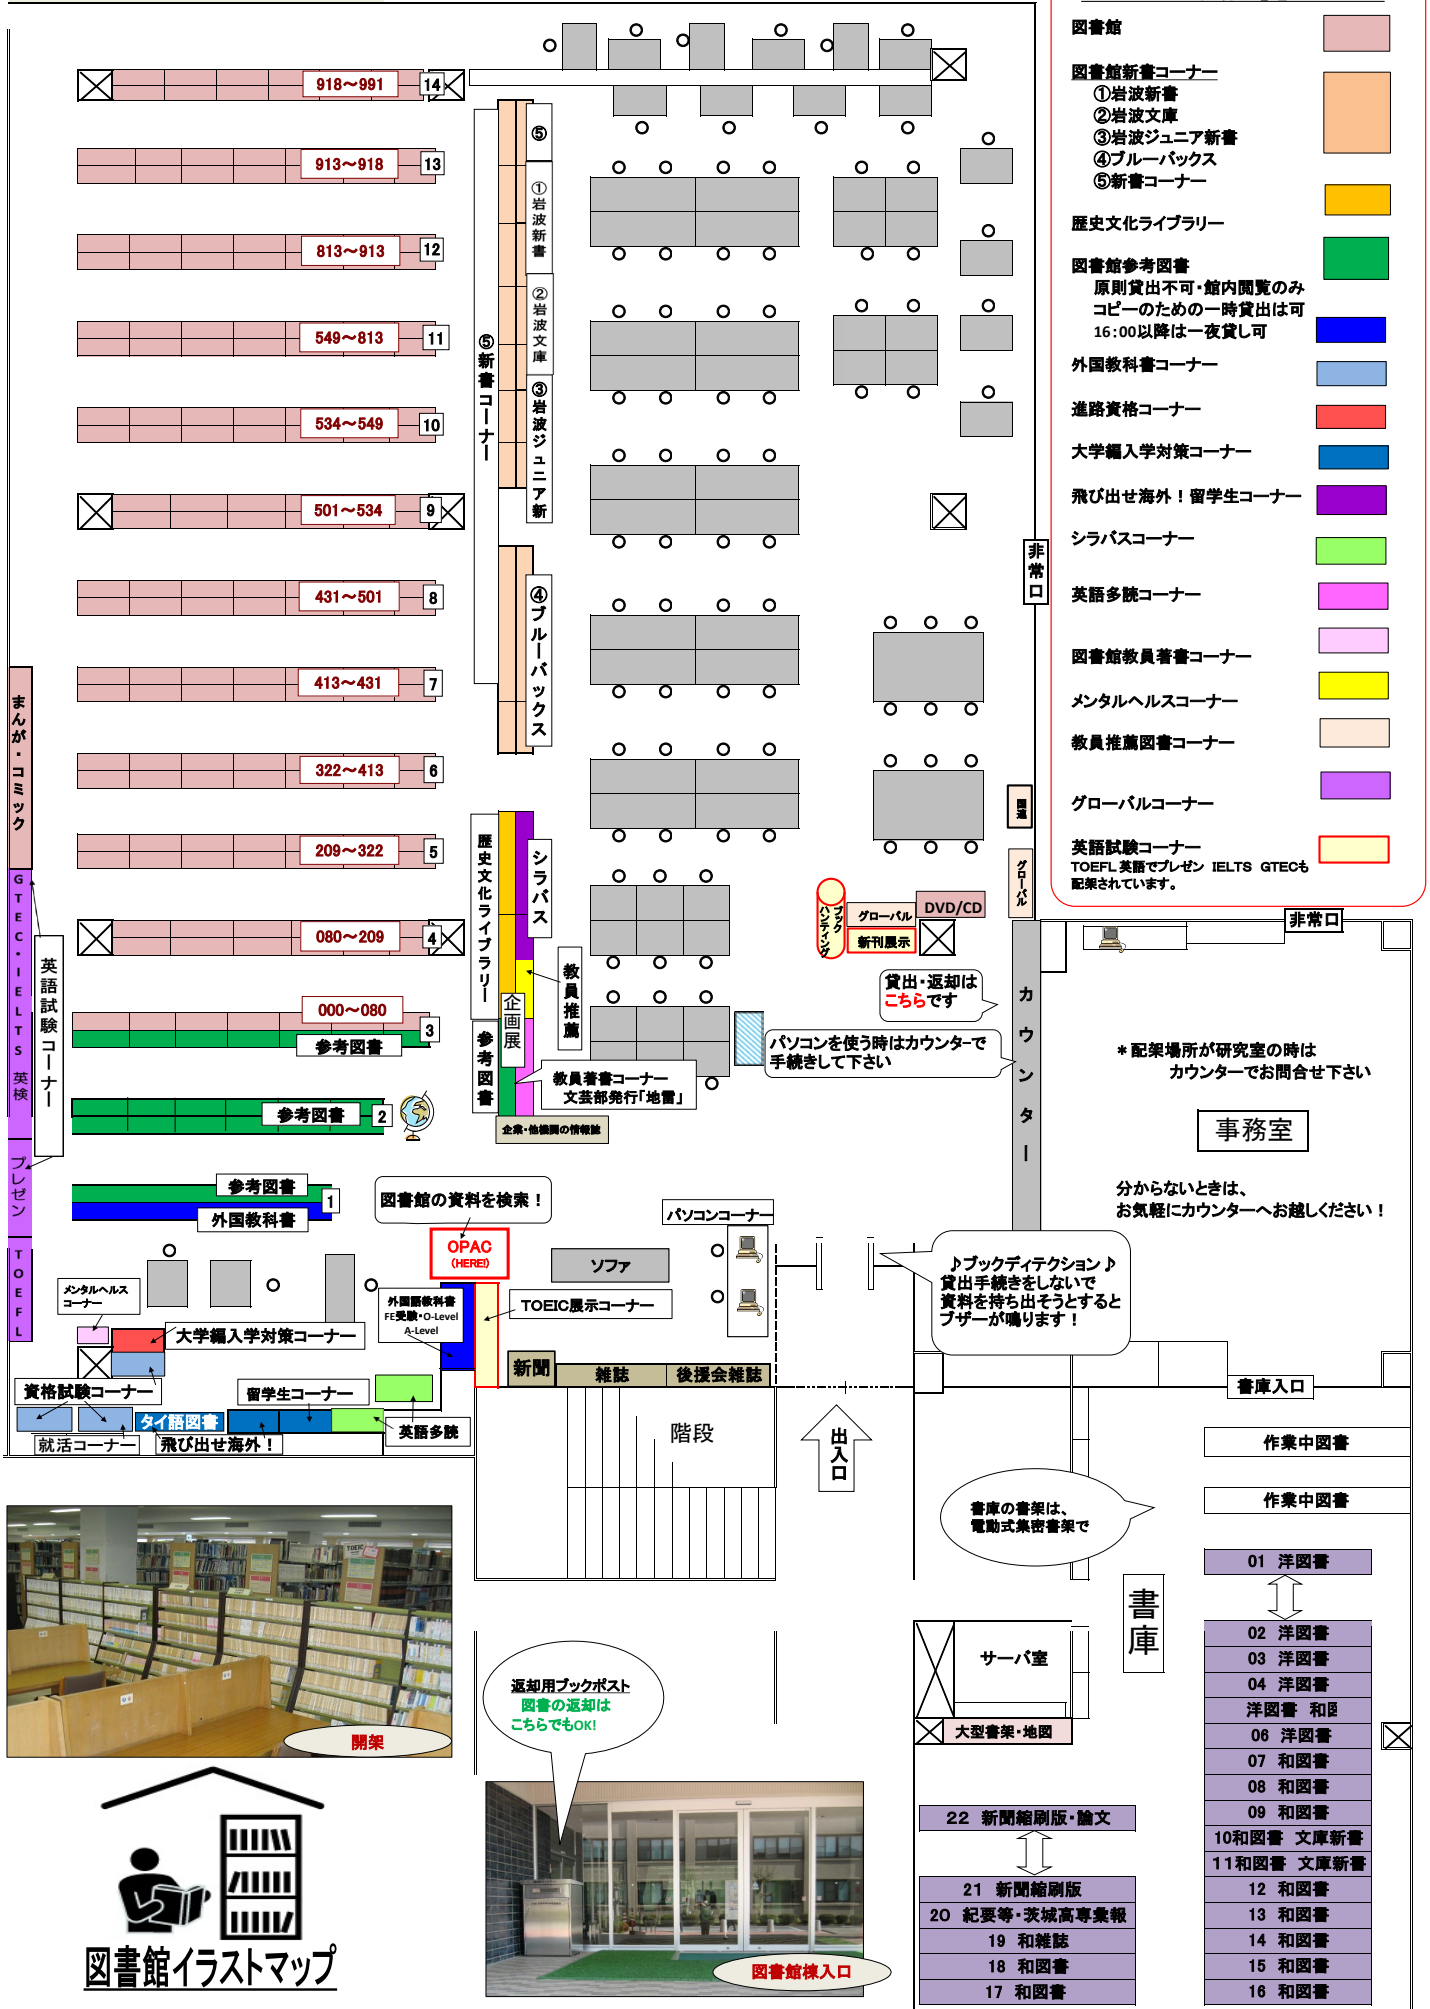 図書館
図書館新書コーナー
①岩波新書
②岩波文庫
③岩波ジュニア新書
④ブルーバックス
⑤新書コーナー
歴史文化ライブラリー
図書館参考図書
原則貸出不可・館内閲覧のみ
コピーのための一時貸出は可
16:00以降は一夜貸し可
外国教科書コーナー
進路資格コーナー
大学編入学対策コーナー
飛び出せ海外！留学生コーナー
シラバスコーナー
英語多読コーナー
図書館教員著書コーナー
メンタルヘルスコーナー
教員推薦図書コーナー
グローバルコーナー
英語試験コーナー
TOEFL 英語でプレゼン IELTS GTECも
配架されています。
918～991 14
913～918 13
813～913 12
549～813 11
534～549 10
501～534 9
431～501 8
413～431 7
322～413 6
209～322 5
080～209 4
000～080 3
参考図書
参考図書 2
参考図書 1
外国教科書
⑤
①岩波新書
②岩波文庫
③岩波ジュニア新
⑤新書コーナー
④ブルーバックス
まんが・コミック
GTEC・IELTS 英検
プレゼン
TOEFL
英語試験コーナー
歴史文化ライブラリー
シラバス
教員推薦
企画展
参考図書
教員著書コーナー
文芸部発行「地雷」
企業・他機関の情報誌
非常口
国連
グローバル
ブックハンティング
グローバル
DVD/CD
新刊展示
貸出・返却は
こちらです
パソコンを使う時はカウンターで
手続きして下さい
カウンター
非常口
＊配架場所が研究室の時は
カウンターでお問合せ下さい
事務室
分からないときは、
お気軽にカウンターへお越しください！
図書館の資料を検索！
OPAC
(HERE!)
パソコンコーナー
ソファ
TOEIC展示コーナー
外国語教科書
FE受験・O-Level
A-Level
新聞
雑誌
後援会雑誌
♪ブックディテクション♪
貸出手続きをしないで
資料を持ち出そうとすると
ブザーが鳴ります！
メンタルヘルス
コーナー
大学編入学対策コーナー
資格試験コーナー
留学生コーナー
タイ語図書
英語多読
就活コーナー
飛び出せ海外！
階段
出入口
書庫入口
作業中図書
作業中図書
書庫の書架は、
電動式集密書架で
01 洋図書
02 洋図書
03 洋図書
04 洋図書
洋図書 和図
06 洋図書
07 和図書
08 和図書
09 和図書
10和図書 文庫新書
11和図書 文庫新書
12 和図書
13 和図書
14 和図書
15 和図書
16 和図書
書庫
サーバ室
大型書架・地図
22 新聞縮刷版・論文
21 新聞縮刷版
20 紀要等・茨城高専彙報
19 和雑誌
18 和図書
17 和図書
返却用ブックポスト
図書の返却は
こちらでもOK!
TOEIC
開架
図書館棟入口
図書館イラストマップ